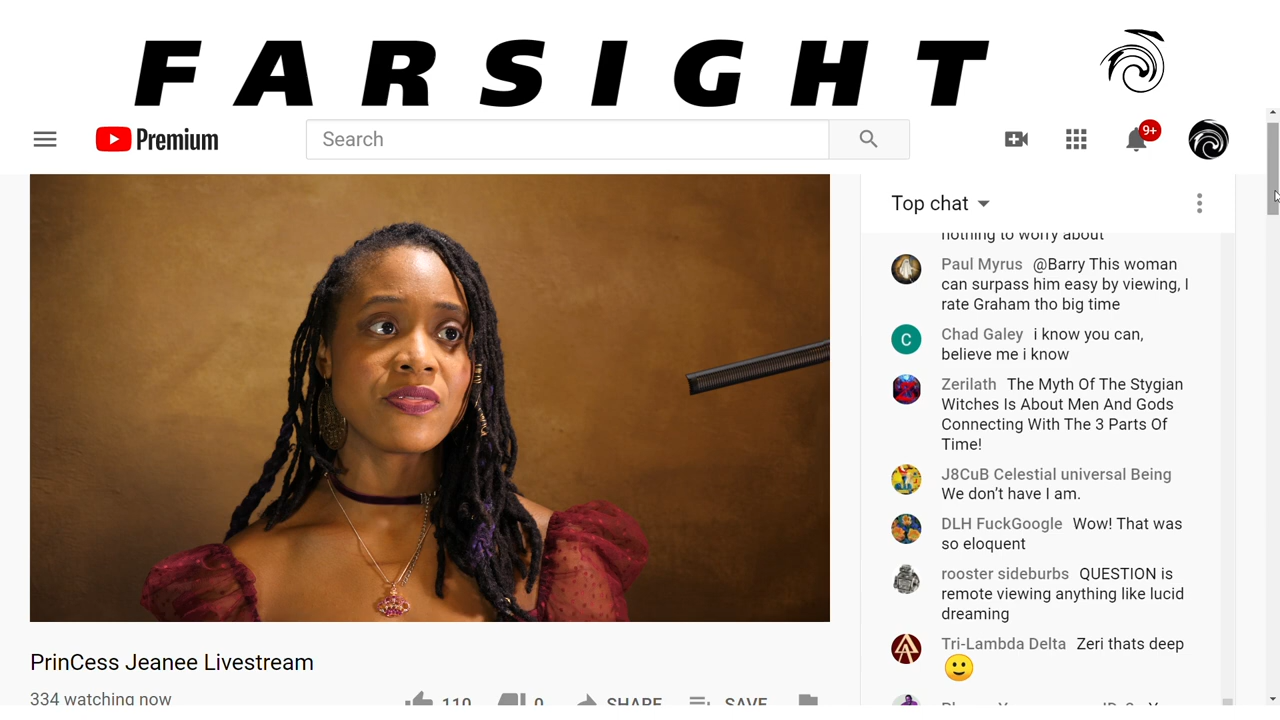 FARSIGHT
Premium
Search
9+
Top chat
nothing to worry about
Paul Myrus @Barry This woman
can surpass him easy by viewing, I
rate Graham tho big time
C
Chad Galey i know you can,
believe me i know
Zerilath The Myth Of The Stygian
Witches Is About Men And Gods
Connecting With The 3 Parts Of
Time!
J8CuB Celestial universal Being
We don't have I am.
DLH FuckGoogle Wow! That was
so eloquent
rooster sideburbs QUESTION is
remote viewing anything like lucid
dreaming
Tri-Lambda Delta Zeri thats deep
PrinCess Jeanee Livestream
334 watching now
110
0
SHARE
SAVE